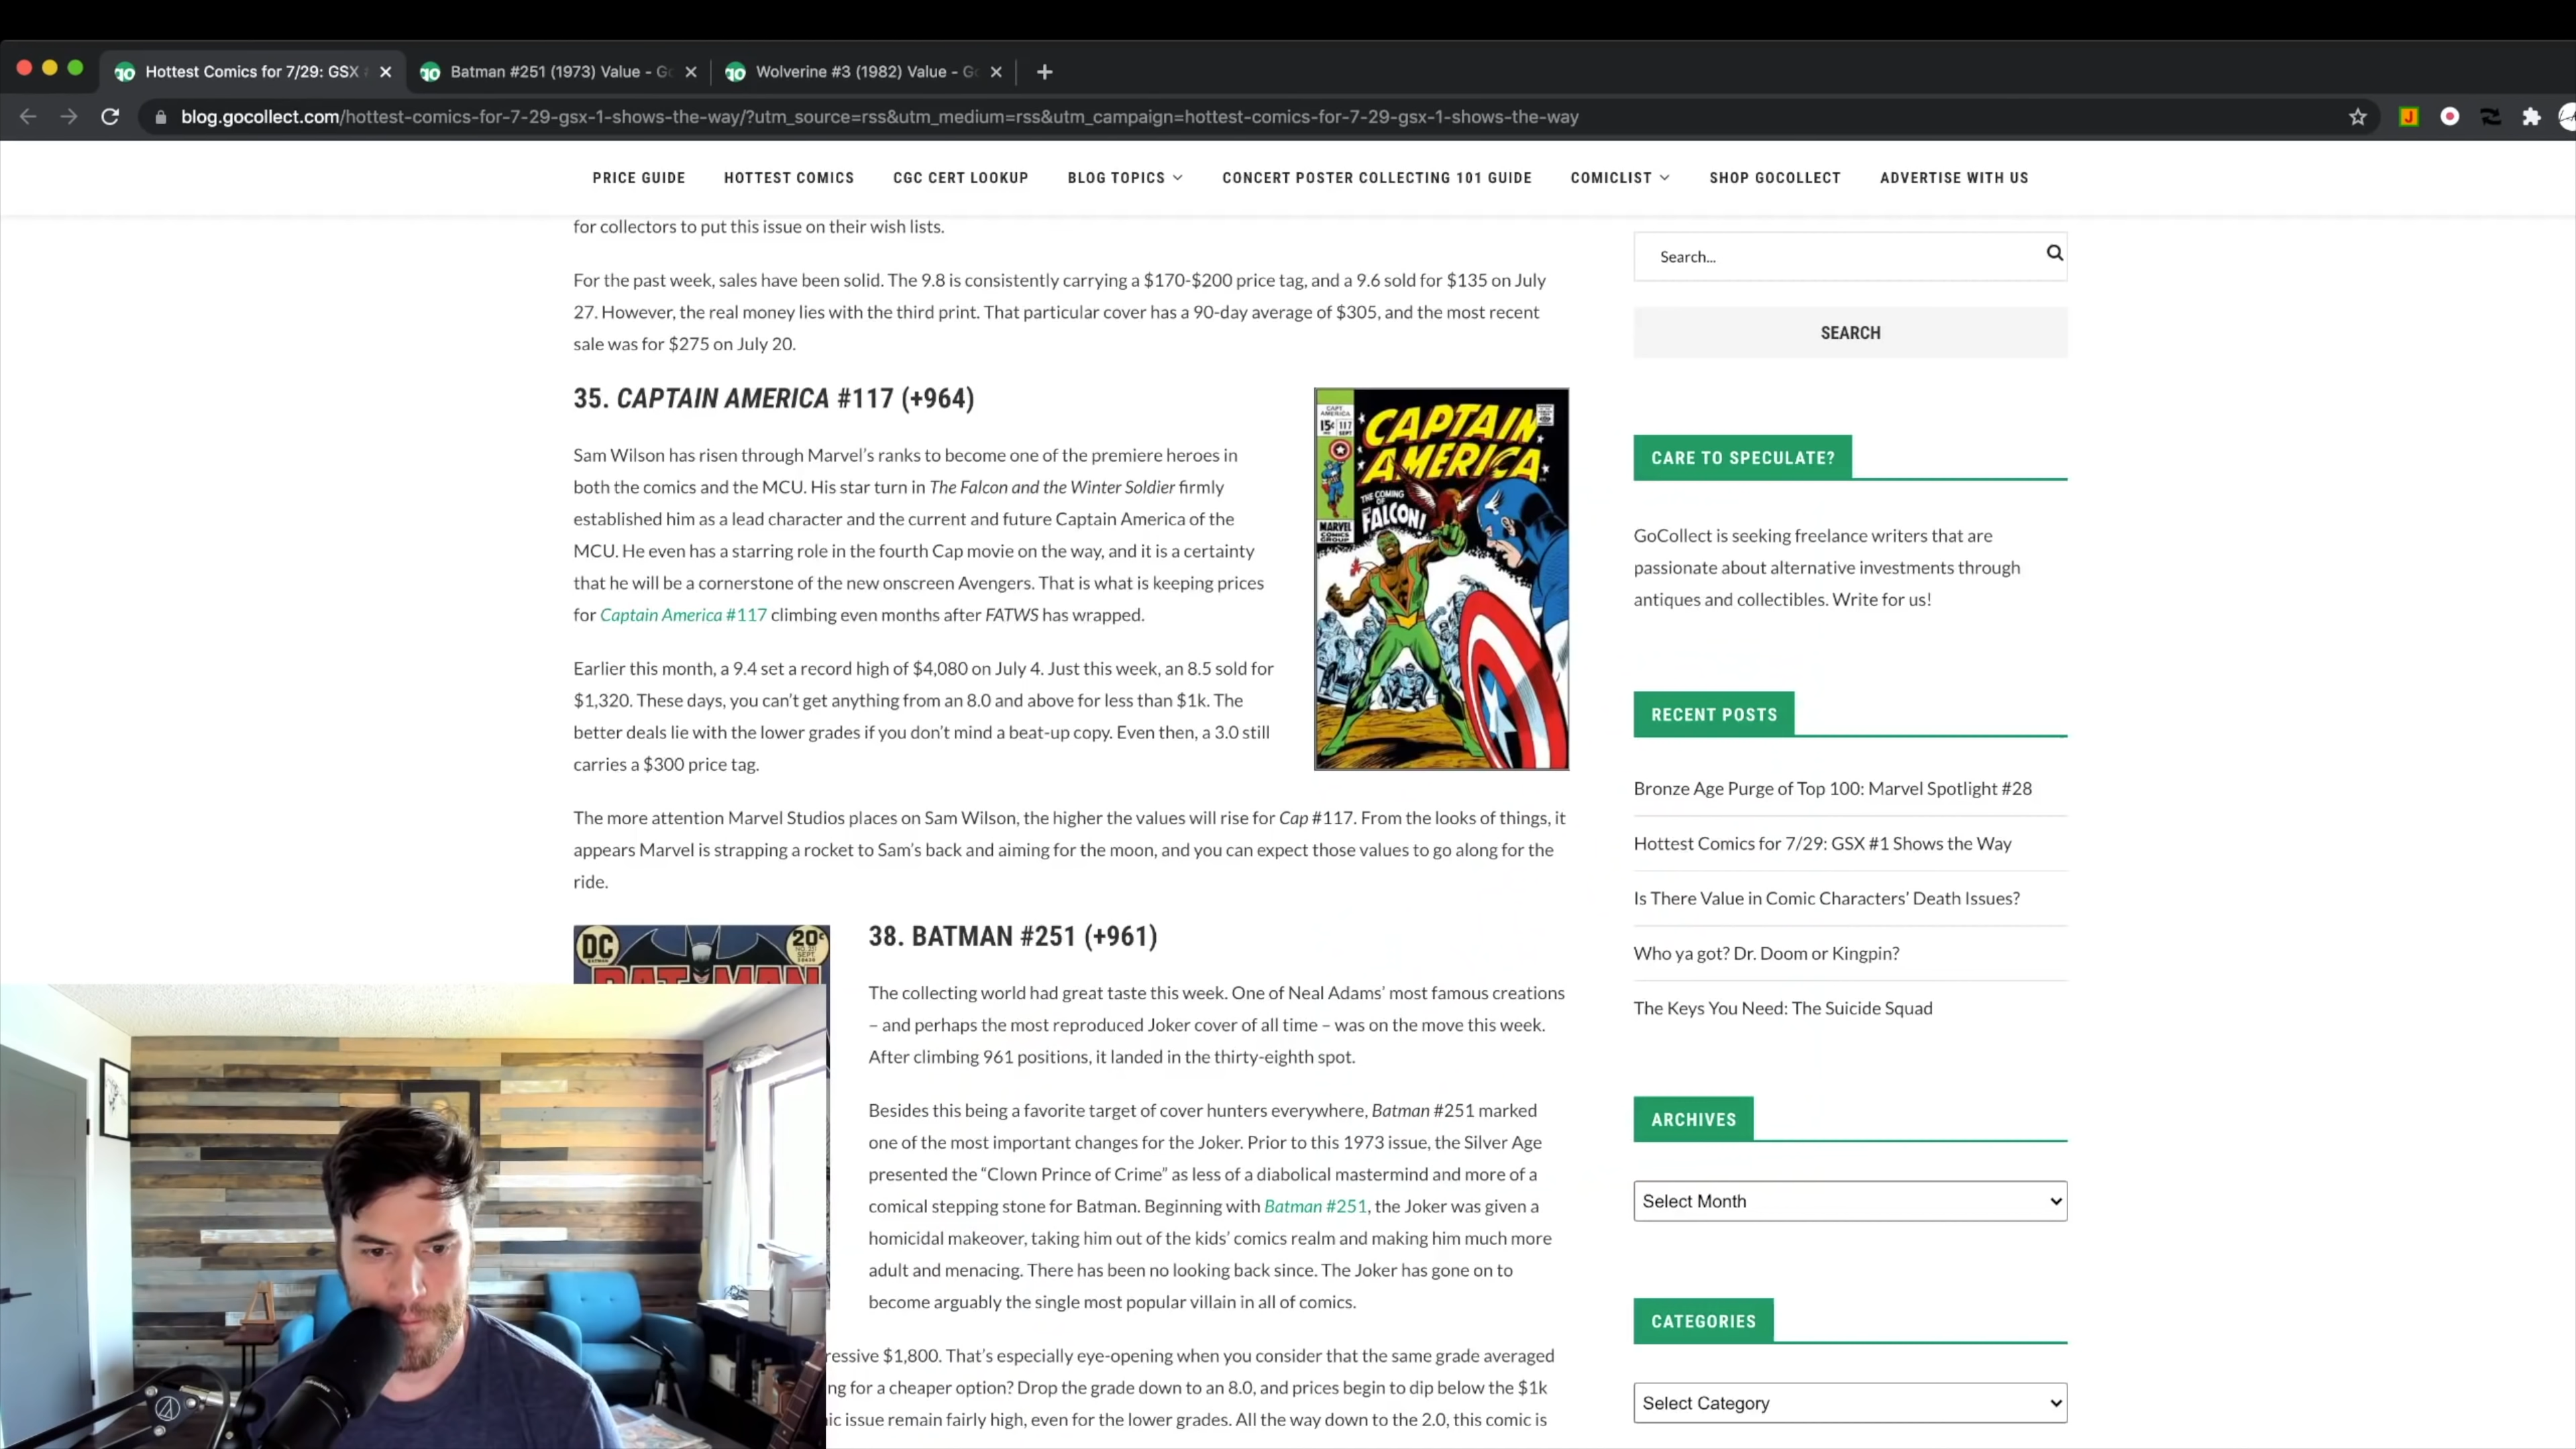 Hottest Comics for 7/29: GSX
Batman #251 (1973) Value - Go
Wolverine #3 (1982) Value - Go
blog.gocollect.com/hottest-comics-for-7-29-gsx-1-shows-the-way/?utm_source=rss&utm_medium=rss&utm_campaign=hottest-comics-for-7-29-gsx-1-shows-the-way
PRICE GUIDE HOTTEST COMICS CGC CERT LOOKUP BLOG TOPICS CONCERT POSTER COLLECTING 101 GUIDE COMICLIST SHOP GOCOLLECT ADVERTISE WITH US
for collectors to put this issue on their wish lists.
For the past week, sales have been solid. The 9.8 is consistently carrying a $170-$200 price tag, and a 9.6 sold for $135 on July
27. However, the real money lies with the third print. That particular cover has a 90-day average of $305, and the most recent
sale was for $275 on July 20.
35. CAPTAIN AMERICA #117 (+964)
Sam Wilson has risen through Marvel’s ranks to become one of the premiere heroes in
both the comics and the MCU. His star turn in The Falcon and the Winter Soldier firmly
established him as a lead character and the current and future Captain America of the
MCU. He even has a starring role in the fourth Cap movie on the way, and it is a certainty
that he will be a cornerstone of the new onscreen Avengers. That is what is keeping prices
for Captain America #117 climbing even months after FATWS has wrapped.
Earlier this month, a 9.4 set a record high of $4,080 on July 4. Just this week, an 8.5 sold for
$1,320. These days, you can’t get anything from an 8.0 and above for less than $1k. The
better deals lie with the lower grades if you don’t mind a beat-up copy. Even then, a 3.0 still
carries a $300 price tag.
CAPT. AMERICA
15¢ 117 SEPT
CAPTAIN
AMERICA
THE COMING
OF
FALCON!
MARVEL
COMICS
GROUP
The more attention Marvel Studios places on Sam Wilson, the higher the values will rise for Cap #117. From the looks of things, it
appears Marvel is strapping a rocket to Sam’s back and aiming for the moon, and you can expect those values to go along for the
ride.
DC
20¢
SEPT.
BATMAN
38. BATMAN #251 (+961)
The collecting world had great taste this week. One of Neal Adams’ most famous creations
– and perhaps the most reproduced Joker cover of all time – was on the move this week.
After climbing 961 positions, it landed in the thirty-eighth spot.
Besides this being a favorite target of cover hunters everywhere, Batman #251 marked
one of the most important changes for the Joker. Prior to this 1973 issue, the Silver Age
presented the “Clown Prince of Crime” as less of a diabolical mastermind and more of a
comical stepping stone for Batman. Beginning with Batman #251, the Joker was given a
homicidal makeover, taking him out of the kids’ comics realm and making him much more
adult and menacing. There has been no looking back since. The Joker has gone on to
become arguably the single most popular villain in all of comics.
ressive $1,800. That’s especially eye-opening when you consider that the same grade averaged
ng for a cheaper option? Drop the grade down to an 8.0, and prices begin to dip below the $1k
ic issue remain fairly high, even for the lower grades. All the way down to the 2.0, this comic is
Search...
SEARCH
CARE TO SPECULATE?
GoCollect is seeking freelance writers that are
passionate about alternative investments through
antiques and collectibles. Write for us!
RECENT POSTS
Bronze Age Purge of Top 100: Marvel Spotlight #28
Hottest Comics for 7/29: GSX #1 Shows the Way
Is There Value in Comic Characters’ Death Issues?
Who ya got? Dr. Doom or Kingpin?
The Keys You Need: The Suicide Squad
ARCHIVES
Select Month
CATEGORIES
Select Category